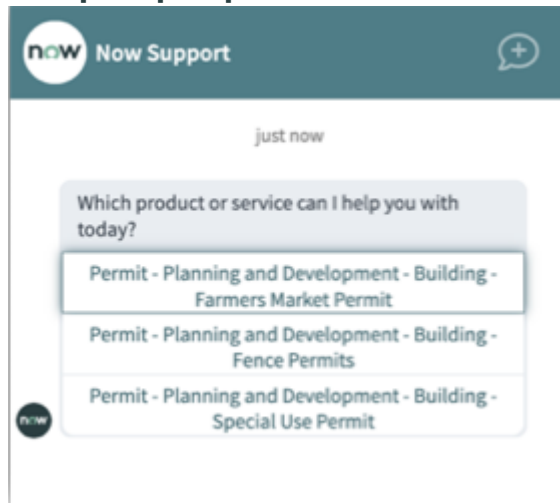 now Now Support
just now
Which product or service can I help you with
today?
Permit - Planning and Development - Building -
Farmers Market Permit
Permit - Planning and Development - Building -
Fence Permits
Permit - Planning and Development - Building -
Special Use Permit
now